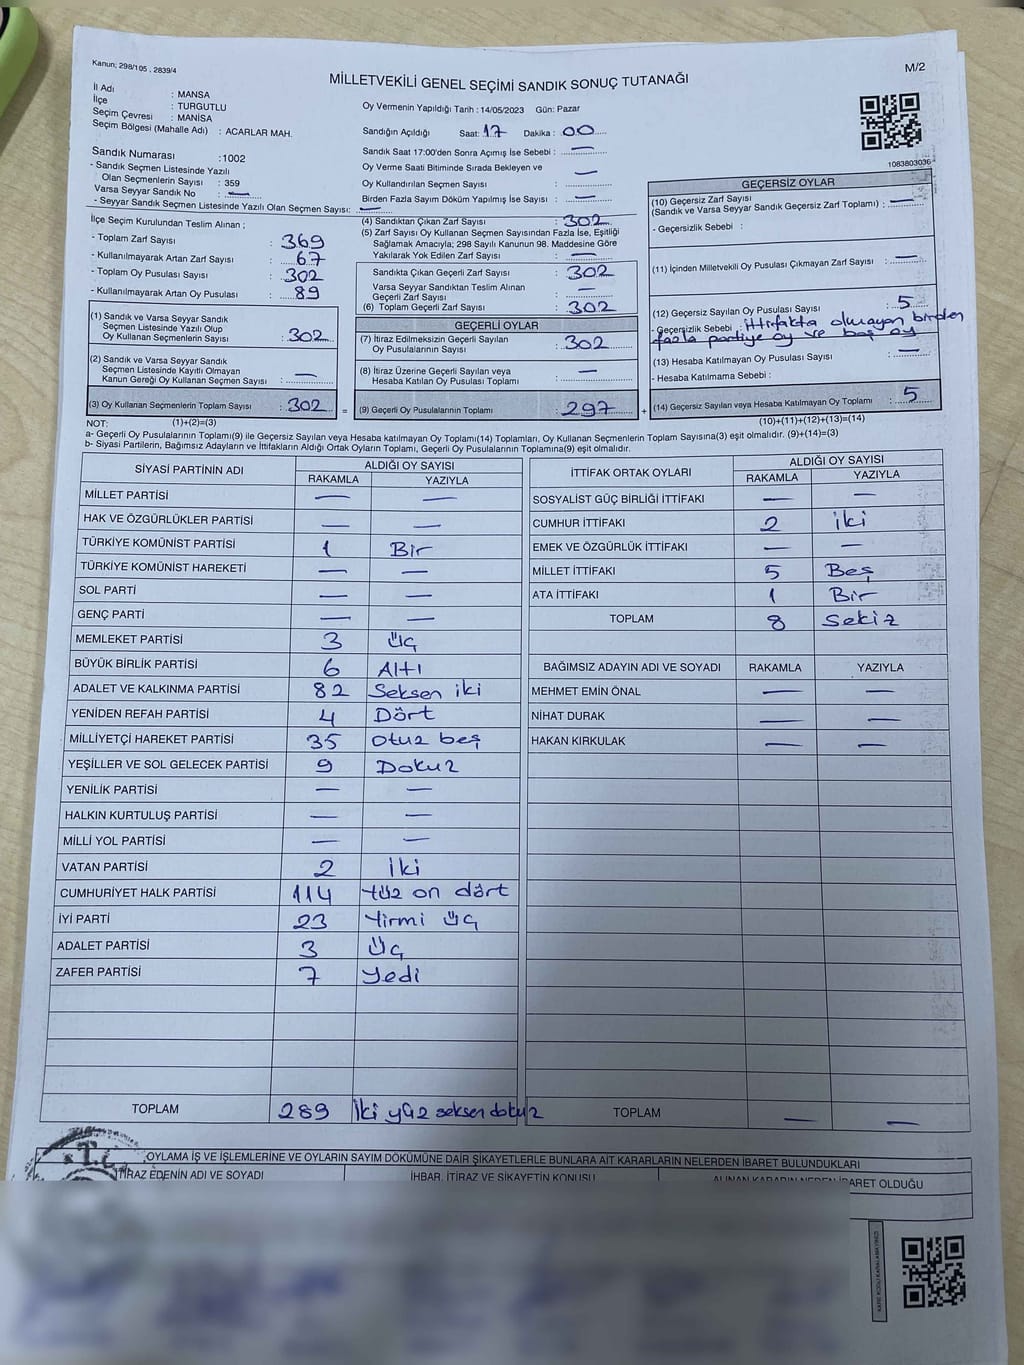 Kanun; 298/105 , 2839/4
MİLLETVEKİLİ GENEL SEÇİMİ SANDIK SONUÇ TUTANAĞI
M/2
İl Adı : MANSA
İlçe : TURGUTLU
Seçim Çevresi : MANİSA
Seçim Bölgesi (Mahalle Adı) : ACARLAR MAH.
Sandık Numarası :1002
- Sandık Seçmen Listesinde Yazılı
Olan Seçmenlerin Sayısı : 359
Varsa Seyyar Sandık No : —
- Seyyar Sandık Seçmen Listesinde Yazılı Olan Seçmen Sayısı: —
Oy Vermenin Yapıldığı Tarih : 14/05/2023 Gün: Pazar
Sandığın Açıldığı Saat: 17 Dakika : 00
Sandık Saat 17:00'den Sonra Açımış İse Sebebi : —
Oy Verme Saati Bitiminde Sırada Bekleyen ve
Oy Kullandırılan Seçmen Sayısı : —
Birden Fazla Sayım Döküm Yapılmış İse Sayısı : —
1083803036
İlçe Seçim Kurulundan Teslim Alınan ;
- Toplam Zarf Sayısı : 369
- Kullanılmayarak Artan Zarf Sayısı : 67
- Toplam Oy Pusulası Sayısı : 302
- Kullanılmayarak Artan Oy Pusulası : 89
(1) Sandık ve Varsa Seyyar Sandık
Seçmen Listesinde Yazılı Olup
Oy Kullanan Seçmenlerin Sayısı : 302
(2) Sandık ve Varsa Seyyar Sandık
Seçmen Listesinde Kayıtlı Olmayan
Kanun Gereği Oy Kullanan Seçmen Sayısı : —
(3) Oy Kullanan Seçmenlerin Toplam Sayısı : 302 =
(4) Sandıktan Çıkan Zarf Sayısı : 302
(5) Zarf Sayısı Oy Kullanan Seçmen Sayısından Fazla İse, Eşitliği
Sağlamak Amacıyla; 298 Sayılı Kanunun 98. Maddesine Göre
Yakılarak Yok Edilen Zarf Sayısı : —
Sandıkta Çıkan Geçerli Zarf Sayısı : 302
Varsa Seyyar Sandıktan Teslim Alınan
Geçerli Zarf Sayısı : —
(6) Toplam Geçerli Zarf Sayısı : 302
GEÇERLİ OYLAR
(7) İtiraz Edilmeksizin Geçerli Sayılan
Oy Pusulalarının Sayısı : 302
(8) İtiraz Üzerine Geçerli Sayılan veya
Hesaba Katılan Oy Pusulası Toplamı : —
(9) Geçerli Oy Pusulalarının Toplamı : 297 +
GEÇERSİZ OYLAR
(10) Geçersiz Zarf Sayısı
(Sandık ve Varsa Seyyar Sandık Geçersiz Zarf Toplamı) : —
- Geçersizlik Sebebi :
(11) İçinden Milletvekili Oy Pusulası Çıkmayan Zarf Sayısı : —
(12) Geçersiz Sayılan Oy Pusulası Sayısı : 5
- Geçersizlik Sebebi : ittifakta olmayan birden
fazla partiye oy ve boş oy
(13) Hesaba Katılmayan Oy Pusulası Sayısı : —
- Hesaba Katılmama Sebebi :
(14) Geçersiz Sayılan veya Hesaba Katılmayan Oy Toplamı : 5
NOT: (1)+(2)=(3) (10)+(11)+(12)+(13)=(14)
a- Geçerli Oy Pusulalarının Toplamı(9) ile Geçersiz Sayılan veya Hesaba katılmayan Oy Toplamı(14) Toplamları, Oy Kullanan Seçmenlerin Toplam Sayısına(3) eşit olmalıdır. (9)+(14)=(3)
b- Siyasi Partilerin, Bağımsız Adayların ve İttifakların Aldığı Ortak Oyların Toplamı, Geçerli Oy Pusulalarının Toplamına(9) eşit olmalıdır.
SİYASİ PARTİNİN ADI ALDIĞI OY SAYISI
RAKAMLA YAZIYLA
MİLLET PARTİSİ — —
HAK VE ÖZGÜRLÜKLER PARTİSİ — —
TÜRKİYE KOMÜNİST PARTİSİ 1 Bir
TÜRKİYE KOMÜNİST HAREKETİ — —
SOL PARTİ — —
GENÇ PARTİ — —
MEMLEKET PARTİSİ 3 Üç
BÜYÜK BİRLİK PARTİSİ 6 Altı
ADALET VE KALKINMA PARTİSİ 82 Seksen iki
YENİDEN REFAH PARTİSİ 4 Dört
MİLLİYETÇİ HAREKET PARTİSİ 35 Otuz beş
YEŞİLLER VE SOL GELECEK PARTİSİ 9 Dokuz
YENİLİK PARTİSİ — —
HALKIN KURTULUŞ PARTİSİ — —
MİLLİ YOL PARTİSİ — —
VATAN PARTİSİ 2 İki
CUMHURİYET HALK PARTİSİ 114 Yüz on dört
İYİ PARTİ 23 Yirmi üç
ADALET PARTİSİ 3 Üç
ZAFER PARTİSİ 7 Yedi
TOPLAM 289 İki yüz seksen dokuz
İTTİFAK ORTAK OYLARI ALDIĞI OY SAYISI
RAKAMLA YAZIYLA
SOSYALİST GÜÇ BİRLİĞİ İTTİFAKI — —
CUMHUR İTTİFAKI 2 iki
EMEK VE ÖZGÜRLÜK İTTİFAKI — —
MİLLET İTTİFAKI 5 Beş
ATA İTTİFAKI 1 Bir
TOPLAM 8 Sekiz
BAĞIMSIZ ADAYIN ADI VE SOYADI RAKAMLA YAZIYLA
MEHMET EMİN ÖNAL — —
NİHAT DURAK — —
HAKAN KIRKULAK — —
TOPLAM — —
T.C.
OYLAMA İŞ VE İŞLEMLERİNE VE OYLARIN SAYIM DÖKÜMÜNE DAİR ŞİKAYETLERLE BUNLARA AİT KARARLARIN NELERDEN İBARET BULUNDUKLARI
İTİRAZ EDENİN ADI VE SOYADI İHBAR, İTİRAZ VE ŞİKAYETİN KONUSU ALINAN KARARIN NEDEN İBARET OLDUĞU